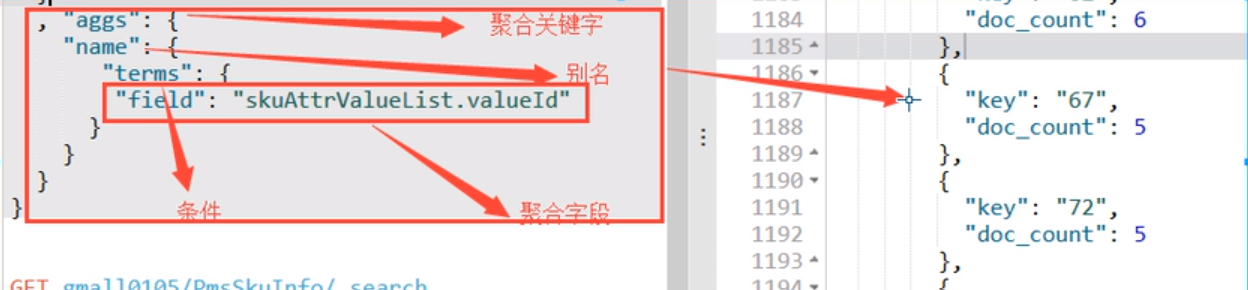 , "aggs": {
聚合关键字
"name": {
别名
"terms": {
"field": "skuAttrValueList.valueId"
}
}
}
}
条件
聚合字段
GET gmall0105/PmsSkuInfo/_search
1184 "doc_count": 6
1185 },
1186 {
1187 "key": "67",
1188 "doc_count": 5
1189 },
1190 {
1191 "key": "72",
1192 "doc_count": 5
1193 },
1194 {